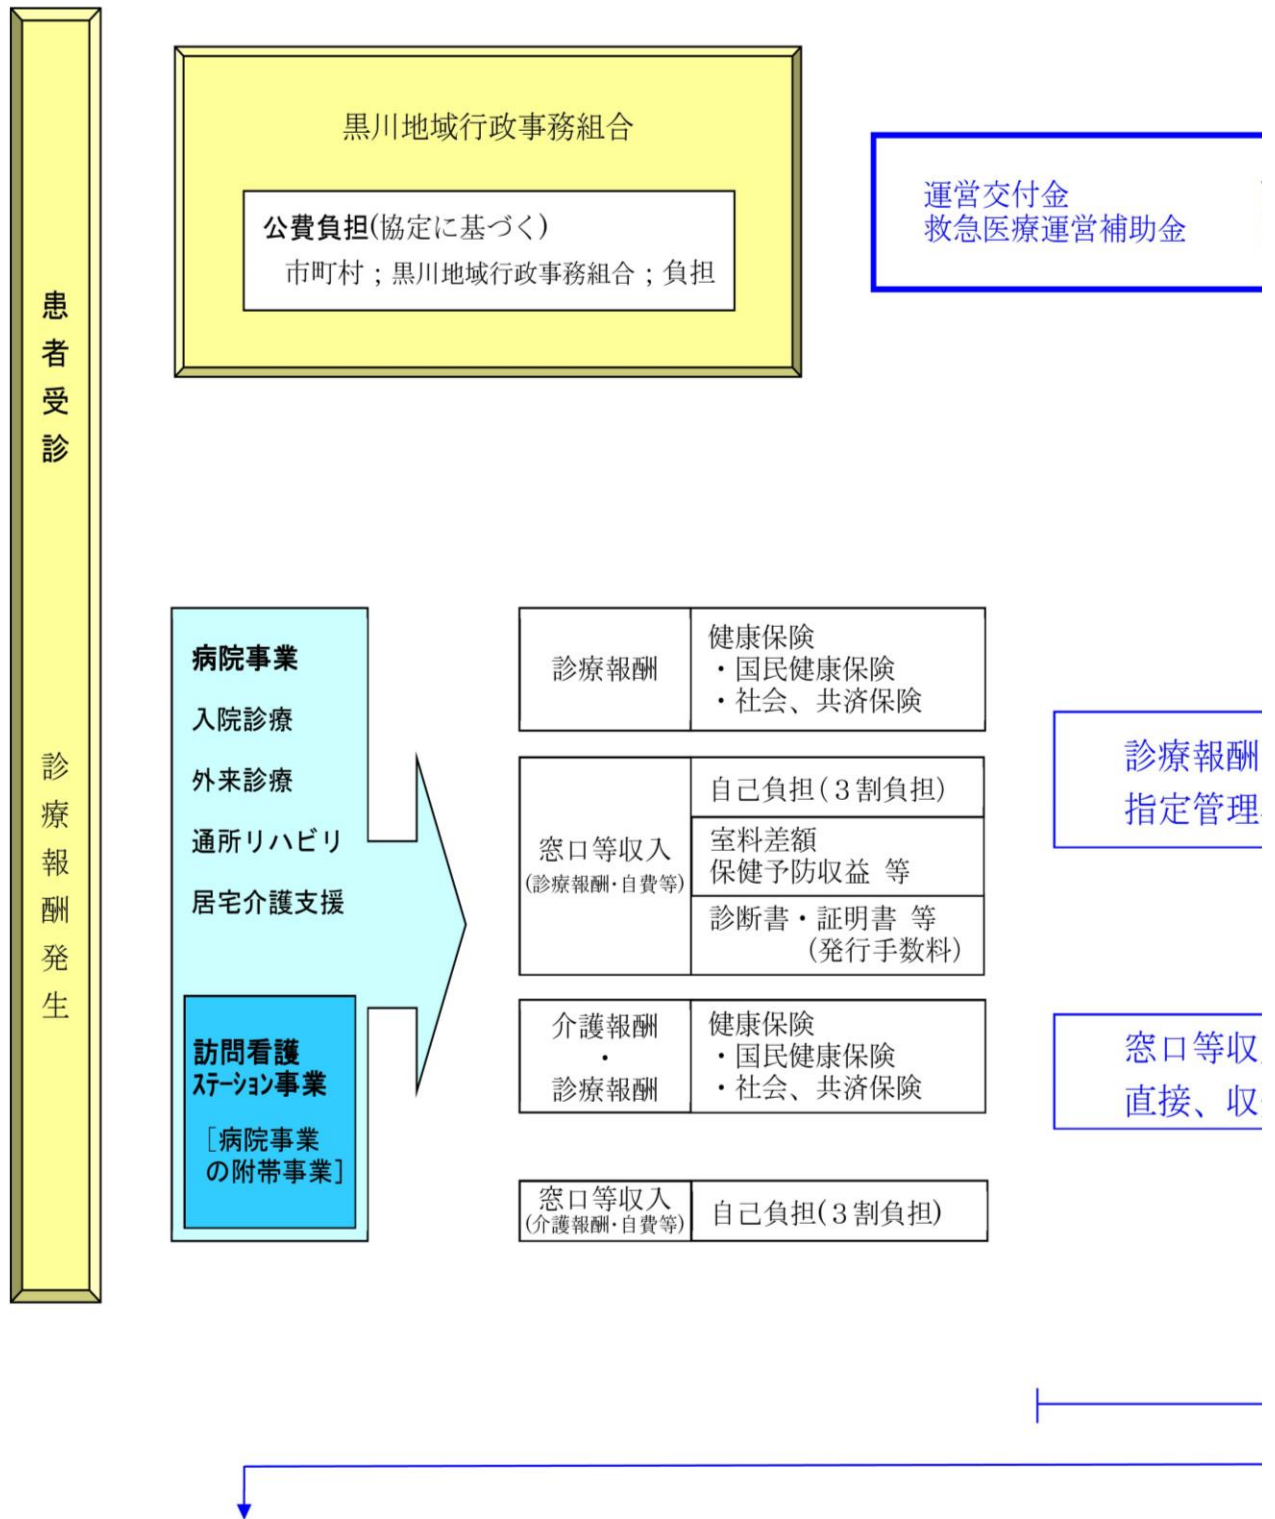 患者受診
診療報酬発生
黒川地域行政事務組合
公費負担(協定に基づく)
市町村；黒川地域行政事務組合；負担
運営交付金
救急医療運営補助金
病院事業
入院診療
外来診療
通所リハビリ
居宅介護支援
訪問看護
ｽﾃｰｼｮﾝ事業
［病院事業
の附帯事業］
診療報酬
健康保険
・国民健康保険
・社会、共済保険
窓口等収入
(診療報酬･自費等)
自己負担(３割負担)
室料差額
保健予防収益 等
診断書・証明書 等
(発行手数料)
介護報酬
・
診療報酬
健康保険
・国民健康保険
・社会、共済保険
窓口等収入
(介護報酬･自費等)
自己負担(３割負担)
診療報酬
指定管理
窓口等収
直接、収